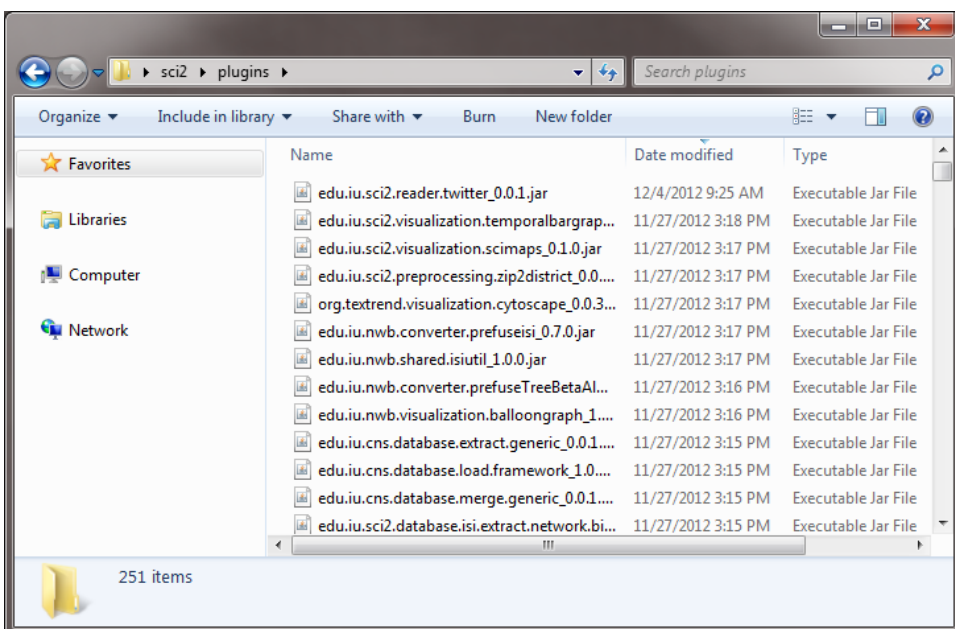 sci2 plugins
Search plugins
Organize Include in library Share with Burn New folder
Favorites
Libraries
Computer
Network
Name Date modified Type
edu.iu.sci2.reader.twitter_0.0.1.jar 12/4/2012 9:25 AM Executable Jar File
edu.iu.sci2.visualization.temporalbargrap... 11/27/2012 3:18 PM Executable Jar File
edu.iu.sci2.visualization.scimaps_0.1.0.jar 11/27/2012 3:17 PM Executable Jar File
edu.iu.sci2.preprocessing.zip2district_0.0.... 11/27/2012 3:17 PM Executable Jar File
org.textrend.visualization.cytoscape_0.0.3... 11/27/2012 3:17 PM Executable Jar File
edu.iu.nwb.converter.prefuseisi_0.7.0.jar 11/27/2012 3:17 PM Executable Jar File
edu.iu.nwb.shared.isiutil_1.0.0.jar 11/27/2012 3:17 PM Executable Jar File
edu.iu.nwb.converter.prefuseTreeBetaAl... 11/27/2012 3:16 PM Executable Jar File
edu.iu.nwb.visualization.balloongraph_1.... 11/27/2012 3:16 PM Executable Jar File
edu.iu.cns.database.extract.generic_0.0.1.... 11/27/2012 3:15 PM Executable Jar File
edu.iu.cns.database.load.framework_1.0.... 11/27/2012 3:15 PM Executable Jar File
edu.iu.cns.database.merge.generic_0.0.1.... 11/27/2012 3:15 PM Executable Jar File
edu.iu.sci2.database.isi.extract.network.bi... 11/27/2012 3:15 PM Executable Jar File
251 items